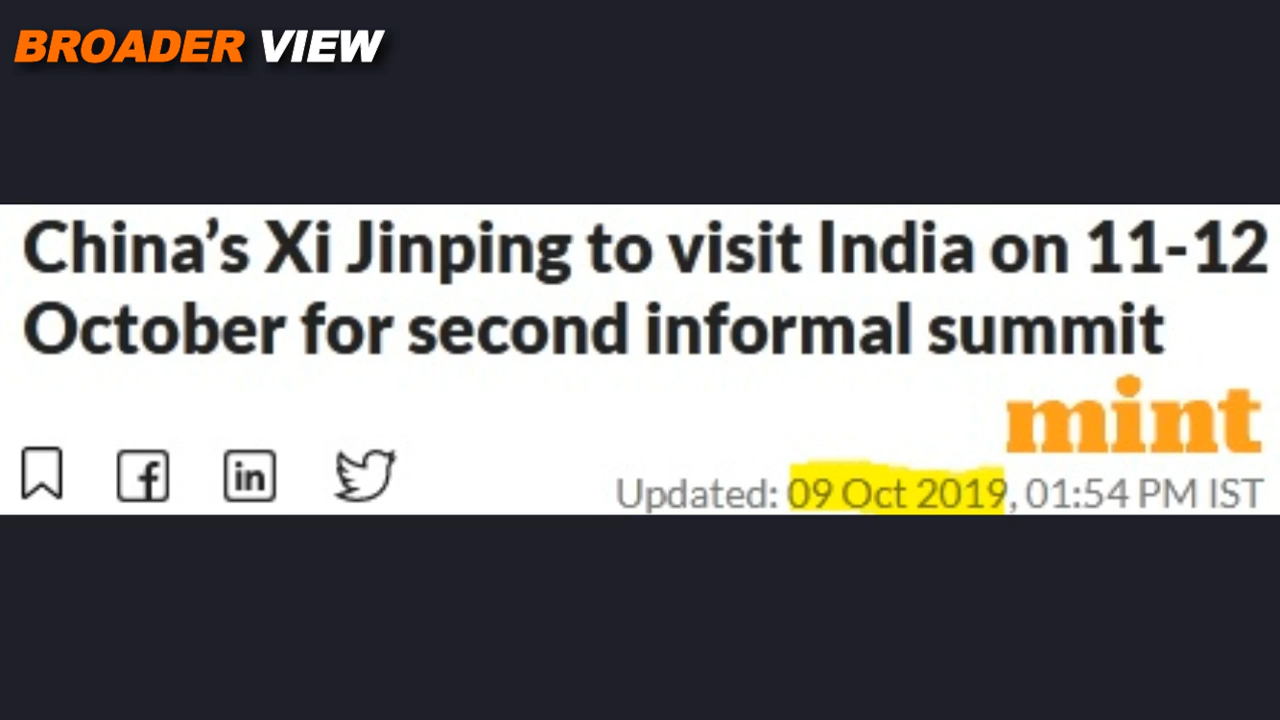 BROADER VIEW
China's Xi Jinping to visit India on 11-12
October for second informal summit
mint
Updated: 09 Oct 2019, 01:54 PM IST